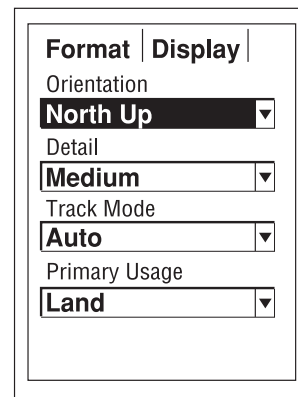 Format Display
Orientation
North Up
Detail
Medium
Track Mode
Auto
Primary Usage
Land